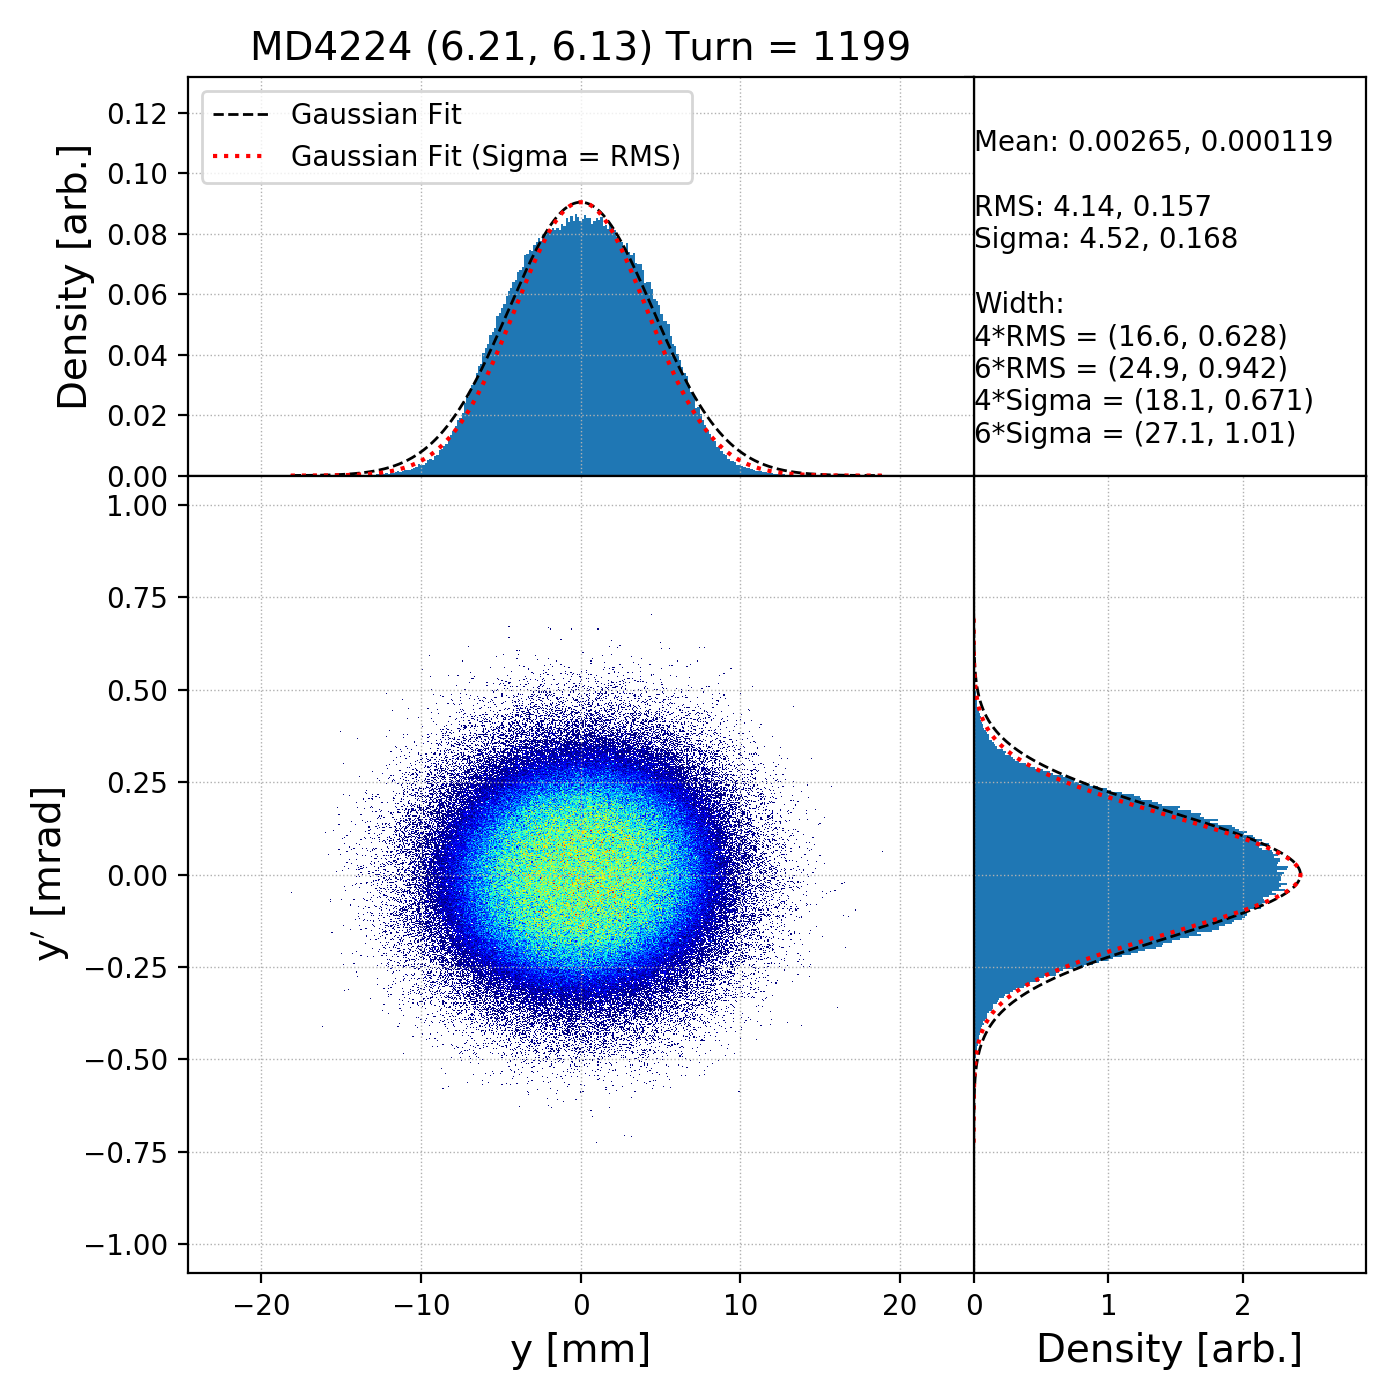 MD4224 (6.21, 6.13) Turn = 1199
Density [arb.]
0.12
0.10
0.08
0.06
0.04
0.02
0.00
Gaussian Fit
Gaussian Fit (Sigma = RMS)
Mean: 0.00265, 0.000119
RMS: 4.14, 0.157
Sigma: 4.52, 0.168
Width:
4*RMS = (16.6, 0.628)
6*RMS = (24.9, 0.942)
4*Sigma = (18.1, 0.671)
6*Sigma = (27.1, 1.01)
y′ [mrad]
1.00
0.75
0.50
0.25
0.00
−0.25
−0.50
−0.75
−1.00
−20 −10 0 10 20
y [mm]
0 1 2
Density [arb.]